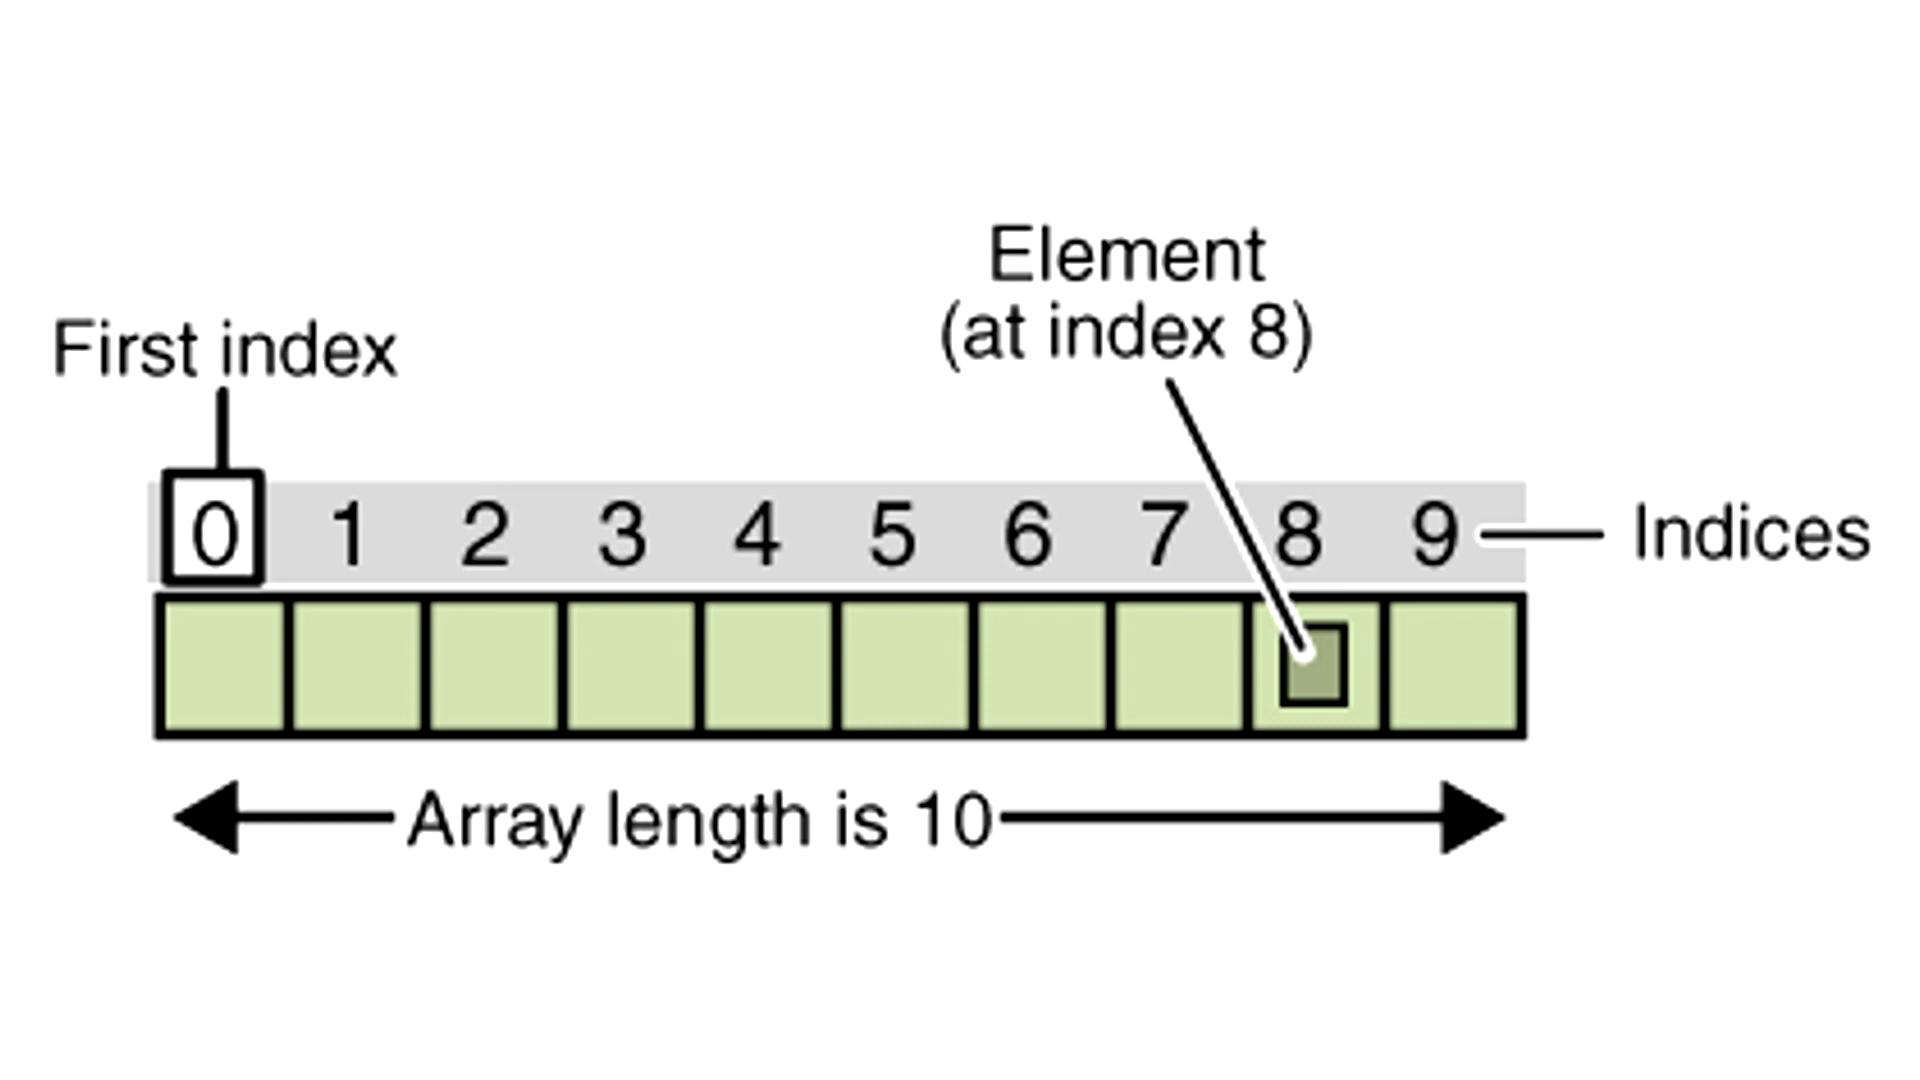 Element
(at index 8)
First index
0 1 2 3 4 5 6 7 8 9 Indices
Array length is 10